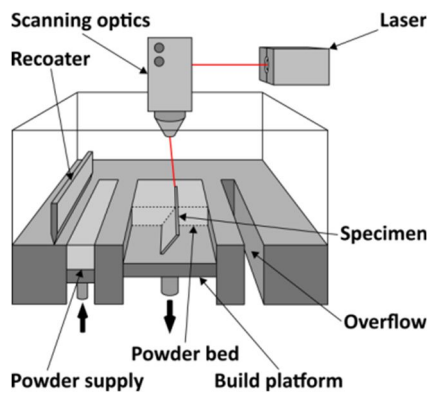 Scanning optics
Laser
Recoater
Specimen
Overflow
Powder bed
Powder supply
Build platform